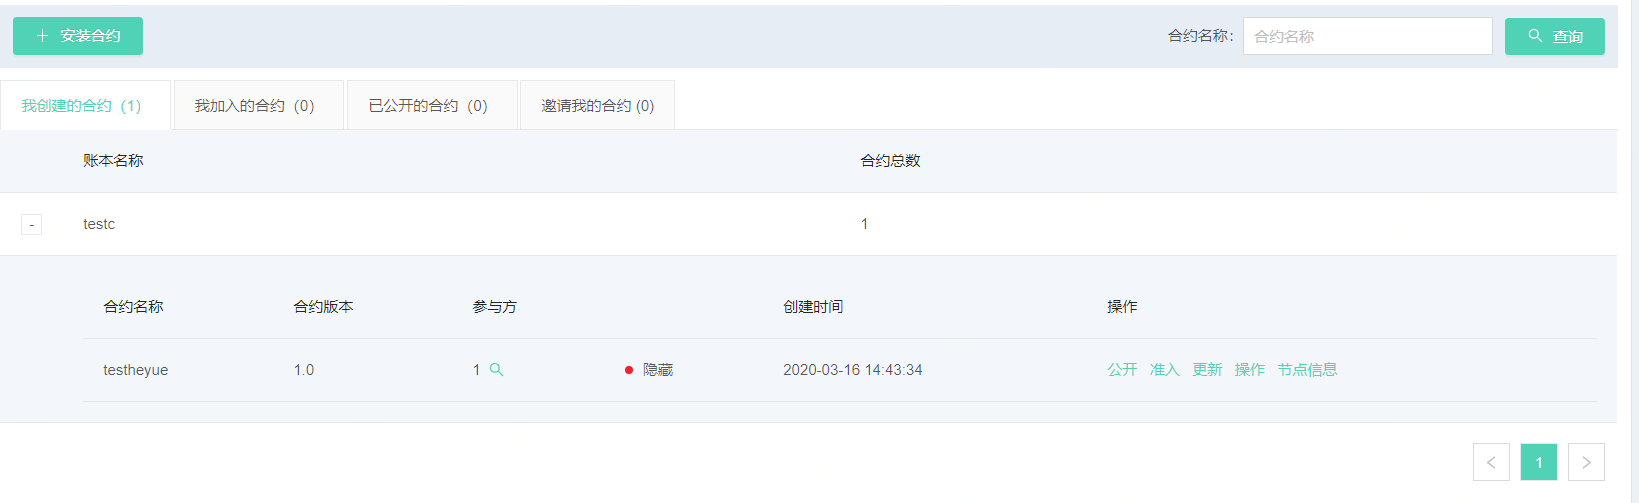 安装合约 合约名称: 合约名称 查询
我创建的合约（1） 我加入的合约（0） 已公开的合约（0） 邀请我的合约 (0)
账本名称 合约总数
- testc 1
合约名称 合约版本 参与方 创建时间 操作
testheyue 1.0 1 隐藏 2020-03-16 14:43:34 公开 准入 更新 操作 节点信息
< 1 >